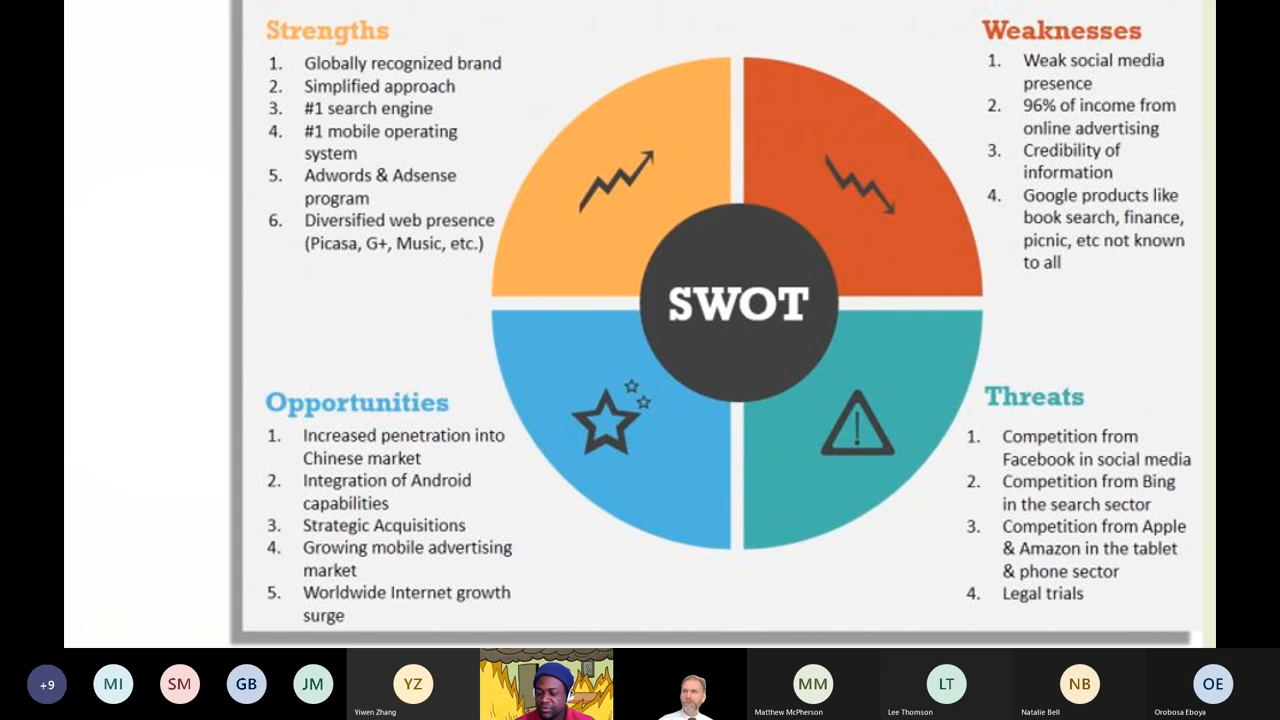 Strengths
1. Globally recognized brand
2. Simplified approach
3. #1 search engine
4. #1 mobile operating
system
5. Adwords & Adsense
program
6. Diversified web presence
(Picasa, G+, Music, etc.)
Weaknesses
1. Weak social media
presence
2. 96% of income from
online advertising
3. Credibility of
information
4. Google products like
book search, finance,
picnic, etc not known
to all
SWOT
Opportunities
1. Increased penetration into
Chinese market
2. Integration of Android
capabilities
3. Strategic Acquisitions
4. Growing mobile advertising
market
5. Worldwide Internet growth
surge
Threats
1. Competition from
Facebook in social media
2. Competition from Bing
in the search sector
3. Competition from Apple
& Amazon in the tablet
& phone sector
4. Legal trials
+9
MI
SM
GB
JM
YZ
Yiwen Zhang
MM
Matthew McPherson
LT
Lee Thomson
NB
Natalie Bell
OE
Orobosa Eboya